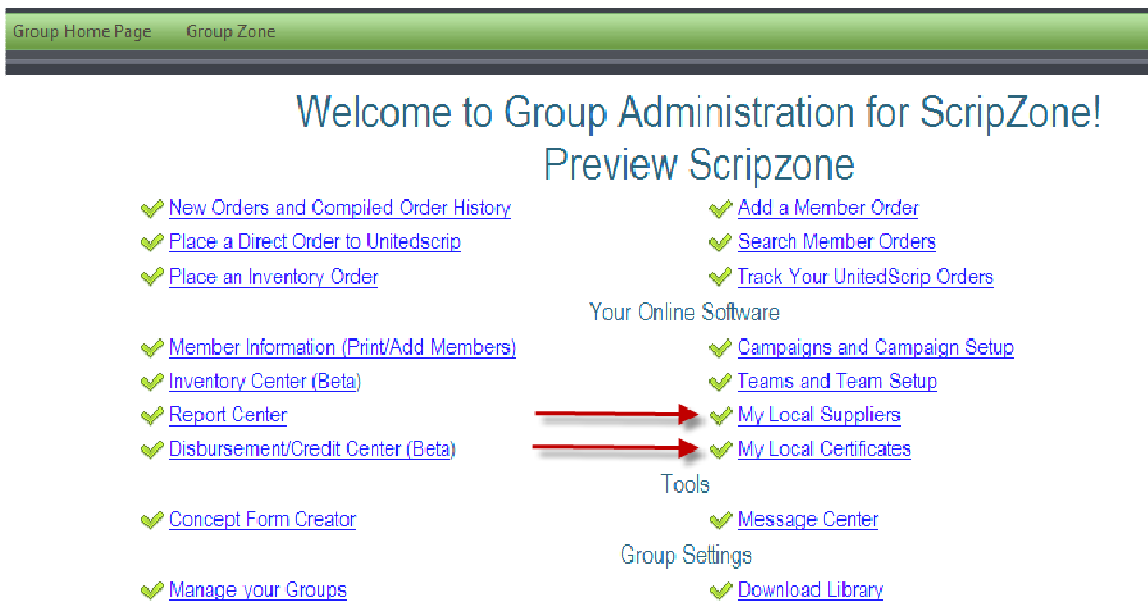 Group Home Page Group Zone
Welcome to Group Administration for ScripZone!
Preview Scripzone
New Orders and Compiled Order History Add a Member Order
Place a Direct Order to Unitedscrip Search Member Orders
Place an Inventory Order Track Your UnitedScrip Orders
Your Online Software
Member Information (Print/Add Members) Campaigns and Campaign Setup
Inventory Center (Beta) Teams and Team Setup
Report Center My Local Suppliers
Disbursement/Credit Center (Beta) My Local Certificates
Tools
Concept Form Creator Message Center
Group Settings
Manage your Groups Download Library